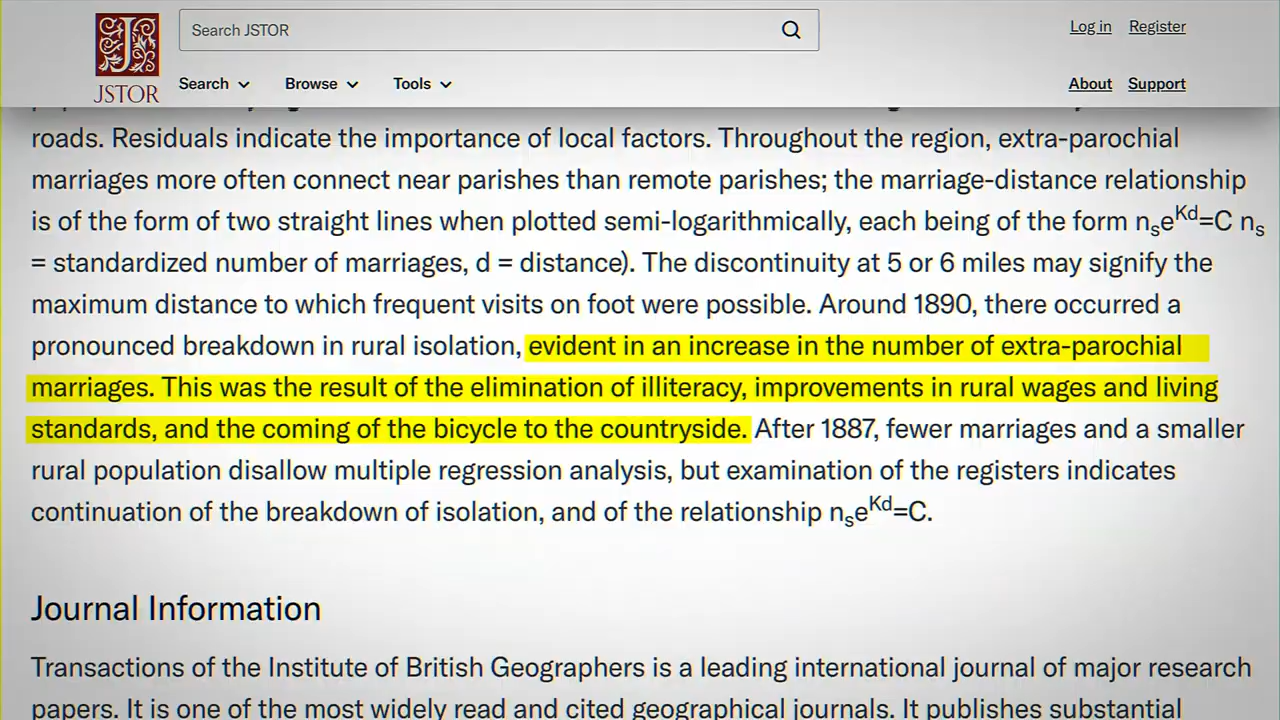 Search JSTOR
Log in Register
JSTOR
Search Browse Tools
About Support
roads. Residuals indicate the importance of local factors. Throughout the region, extra-parochial
marriages more often connect near parishes than remote parishes; the marriage-distance relationship
is of the form of two straight lines when plotted semi-logarithmically, each being of the form nₛeᴷᵈ=C nₛ
= standardized number of marriages, d = distance). The discontinuity at 5 or 6 miles may signify the
maximum distance to which frequent visits on foot were possible. Around 1890, there occurred a
pronounced breakdown in rural isolation, evident in an increase in the number of extra-parochial
marriages. This was the result of the elimination of illiteracy, improvements in rural wages and living
standards, and the coming of the bicycle to the countryside. After 1887, fewer marriages and a smaller
rural population disallow multiple regression analysis, but examination of the registers indicates
continuation of the breakdown of isolation, and of the relationship nₛeᴷᵈ=C.
Journal Information
Transactions of the Institute of British Geographers is a leading international journal of major research
papers. It is one of the most widely read and cited geographical journals. It publishes substantial